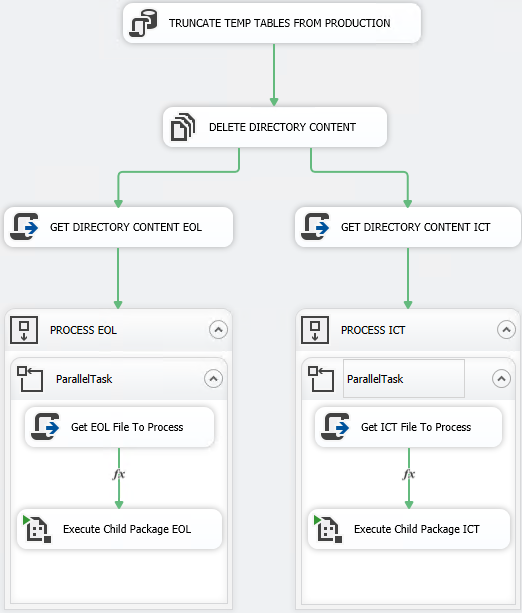 TRUNCATE TEMP TABLES FROM PRODUCTION
DELETE DIRECTORY CONTENT
GET DIRECTORY CONTENT EOL
GET DIRECTORY CONTENT ICT
PROCESS EOL
PROCESS ICT
ParallelTask
ParallelTask
Get EOL File To Process
Get ICT File To Process
fx
fx
Execute Child Package EOL
Execute Child Package ICT